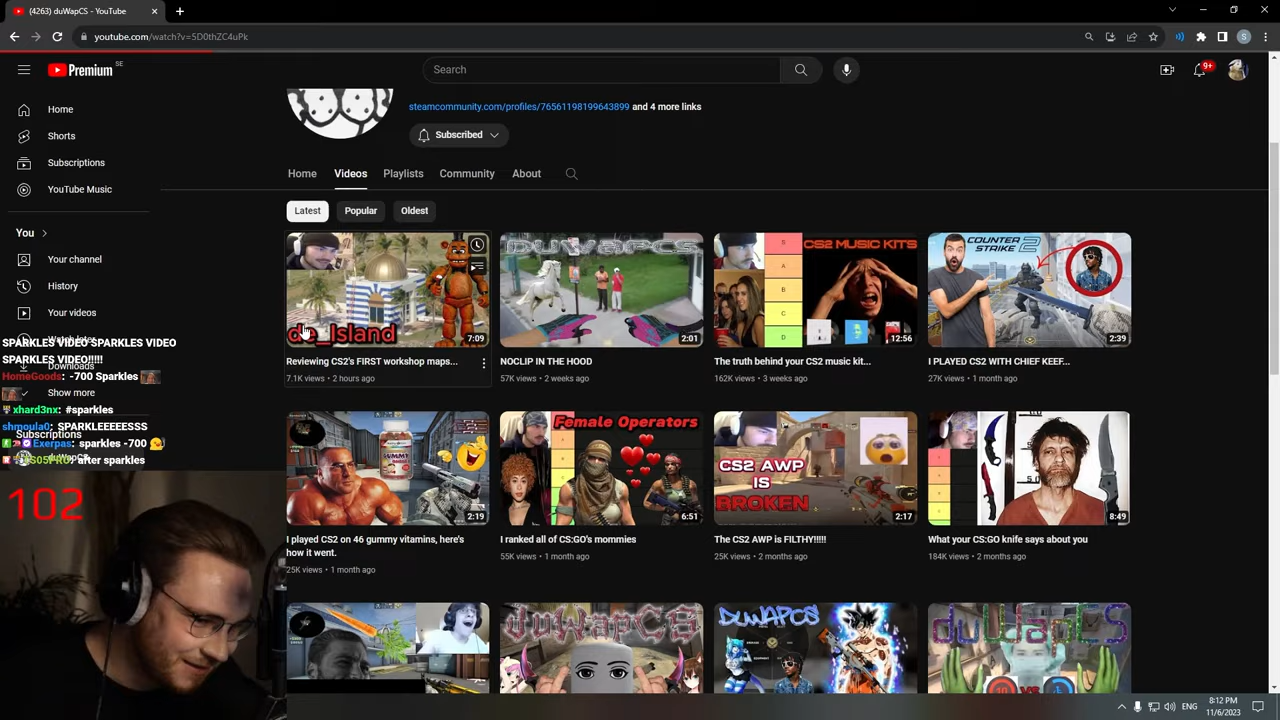 (4263) duWapCS - YouTube
youtube.com/watch?v=5D0thZC4uPk
Premium
SE
Search
9+
S
Home
Shorts
Subscriptions
YouTube Music
You
Your channel
History
Your videos
Downloads
Show more
Subscriptions
steamcommunity.com/profiles/76561198199643899 and 4 more links
Subscribed
Home Videos Playlists Community About
Latest Popular Oldest
de_Island
7:09
Reviewing CS2's FIRST workshop maps...
7.1K views • 2 hours ago
DUWAPCS
2:01
NOCLIP IN THE HOOD
57K views • 2 weeks ago
CS2 MUSIC KITS
S
A
B
C
D
12:56
The truth behind your CS2 music kit...
162K views • 3 weeks ago
COUNTER
STRIKE 2
2:39
I PLAYED CS2 WITH CHIEF KEEF...
27K views • 1 month ago
GUMMY
2:19
I played CS2 on 46 gummy vitamins, here's
how it went.
25K views • 1 month ago
Female Operators
6:51
I ranked all of CS:GO's mommies
55K views • 1 month ago
CS2 AWP
IS
BROKEN
2:17
The CS2 AWP is FILTHY!!!!!
25K views • 2 months ago
8:49
What your CS:GO knife says about you
184K views • 2 months ago
duWapCS
DUWAPCS
duWapCS
SPARKLES VIDEO SPARKLES VIDEO
SPARKLES VIDEO!!!!!
HomeGoods: -700 Sparkles
xhard3nx: #sparkles
shmoula0: SPARKLEEEEESSS
Exerpas: sparkles -700
after sparkles
102
ENG
8:12 PM
11/6/2023